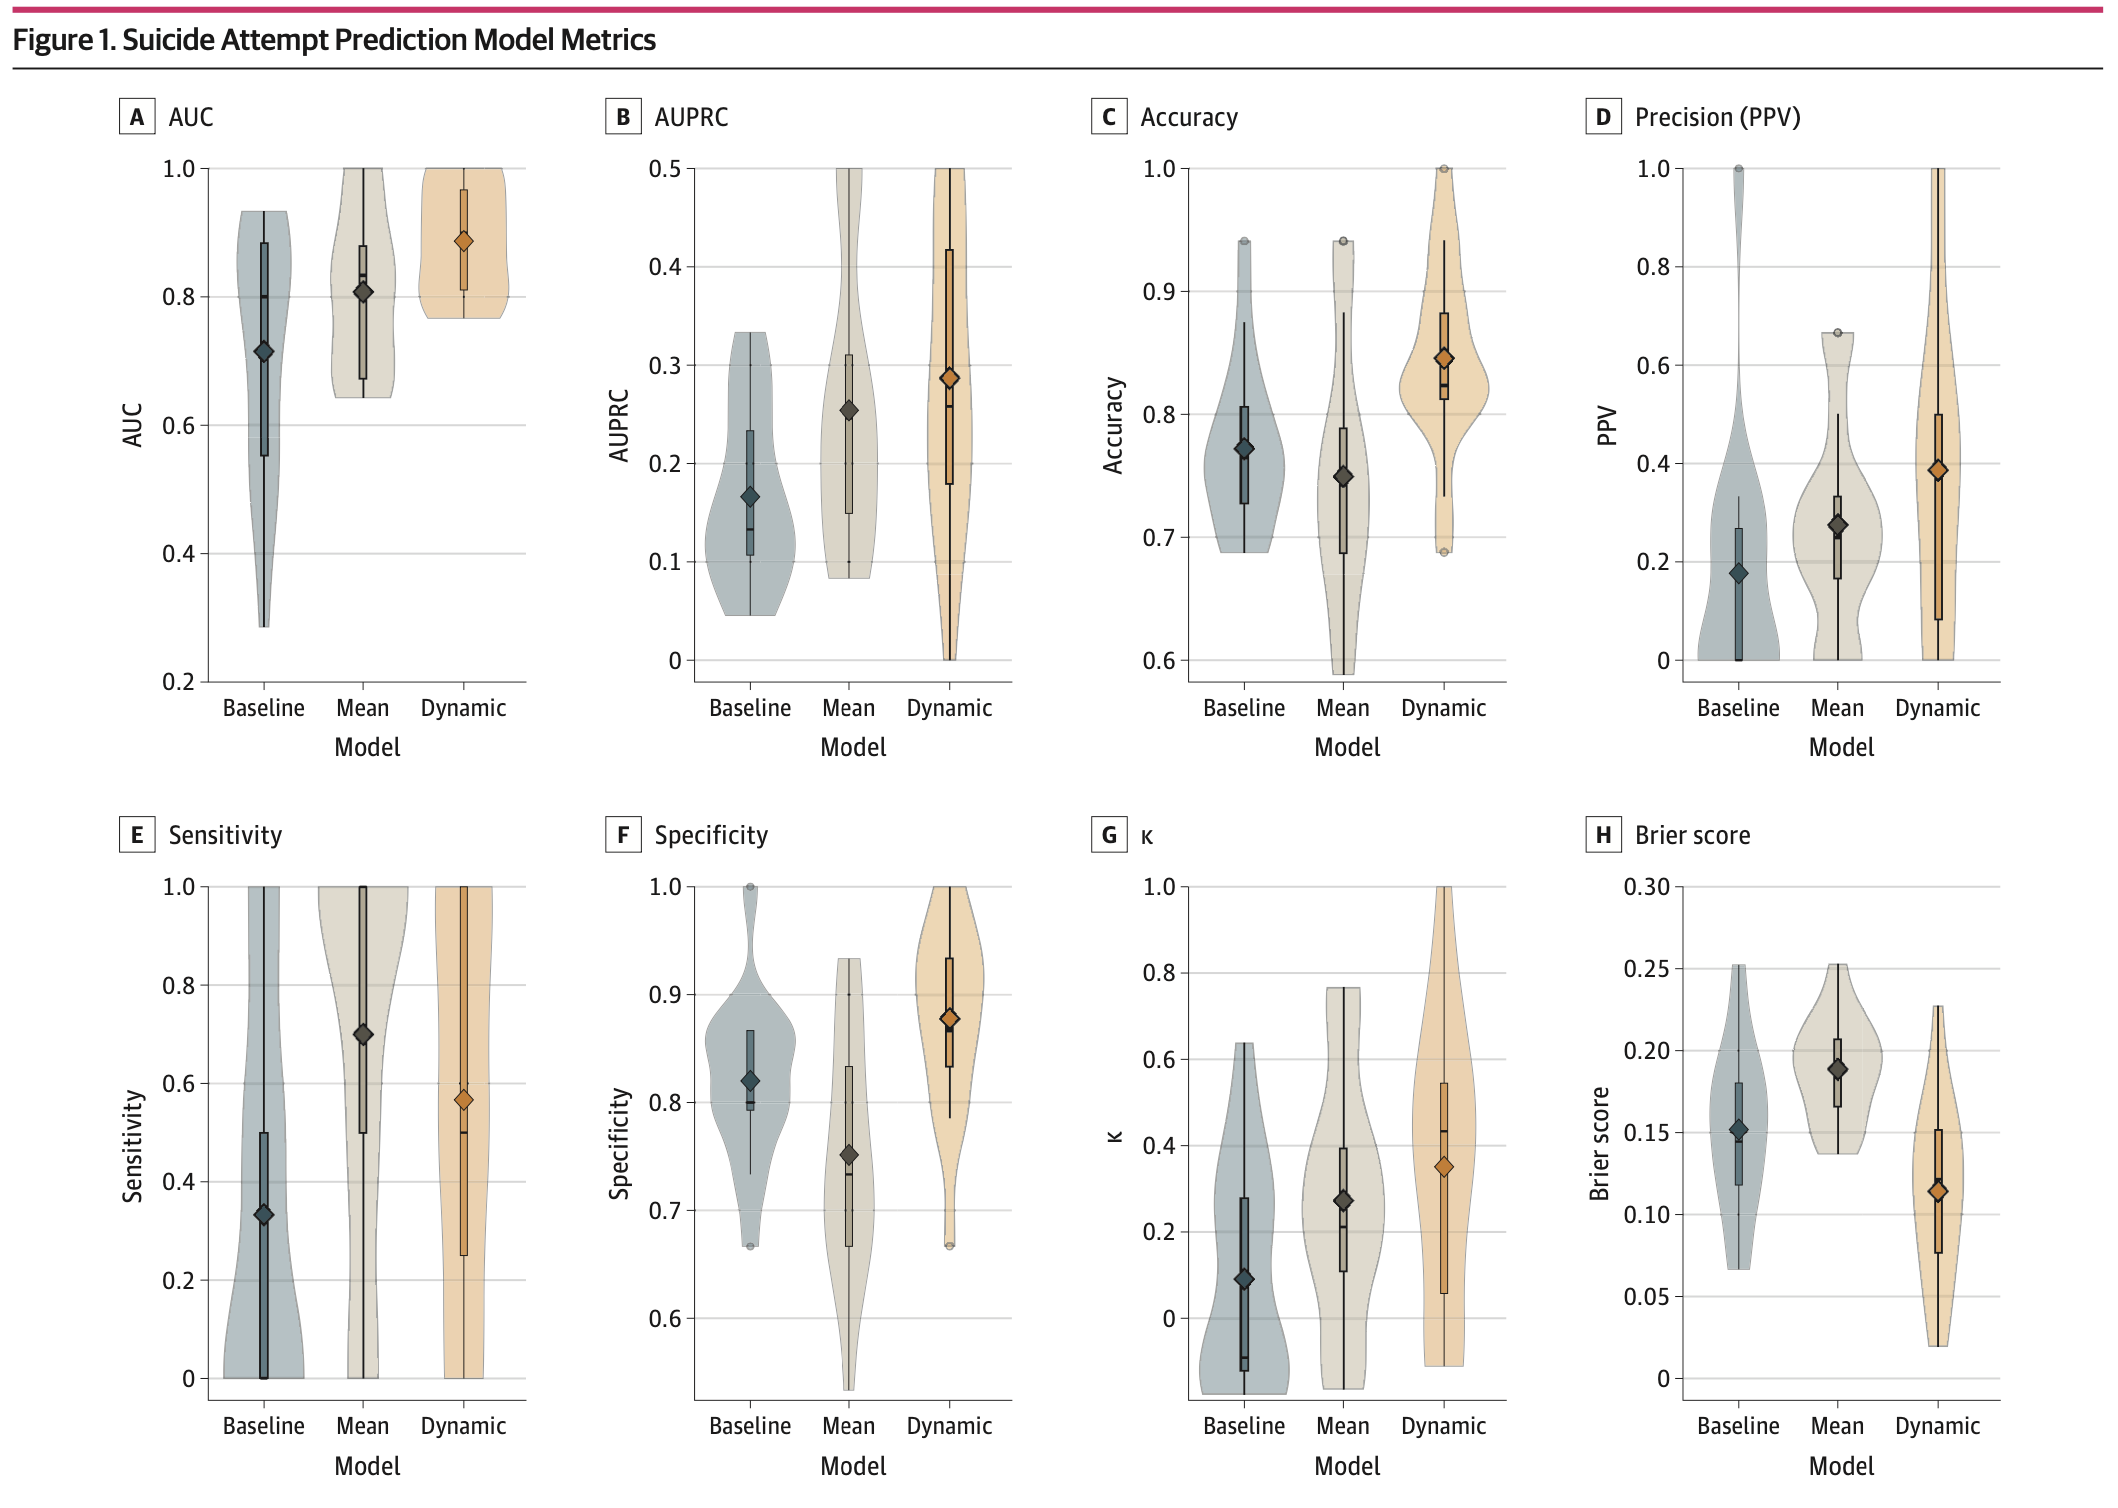 Figure 1. Suicide Attempt Prediction Model Metrics
A AUC
1.0
0.8
0.6
0.4
0.2
AUC
Baseline Mean Dynamic
Model
B AUPRC
0.5
0.4
0.3
0.2
0.1
0
AUPRC
Baseline Mean Dynamic
Model
C Accuracy
1.0
0.9
0.8
0.7
0.6
Accuracy
Baseline Mean Dynamic
Model
D Precision (PPV)
1.0
0.8
0.6
0.4
0.2
0
PPV
Baseline Mean Dynamic
Model
E Sensitivity
1.0
0.8
0.6
0.4
0.2
0
Sensitivity
Baseline Mean Dynamic
Model
F Specificity
1.0
0.9
0.8
0.7
0.6
Specificity
Baseline Mean Dynamic
Model
G κ
1.0
0.8
0.6
0.4
0.2
0
κ
Baseline Mean Dynamic
Model
H Brier score
0.30
0.25
0.20
0.15
0.10
0.05
0
Brier score
Baseline Mean Dynamic
Model